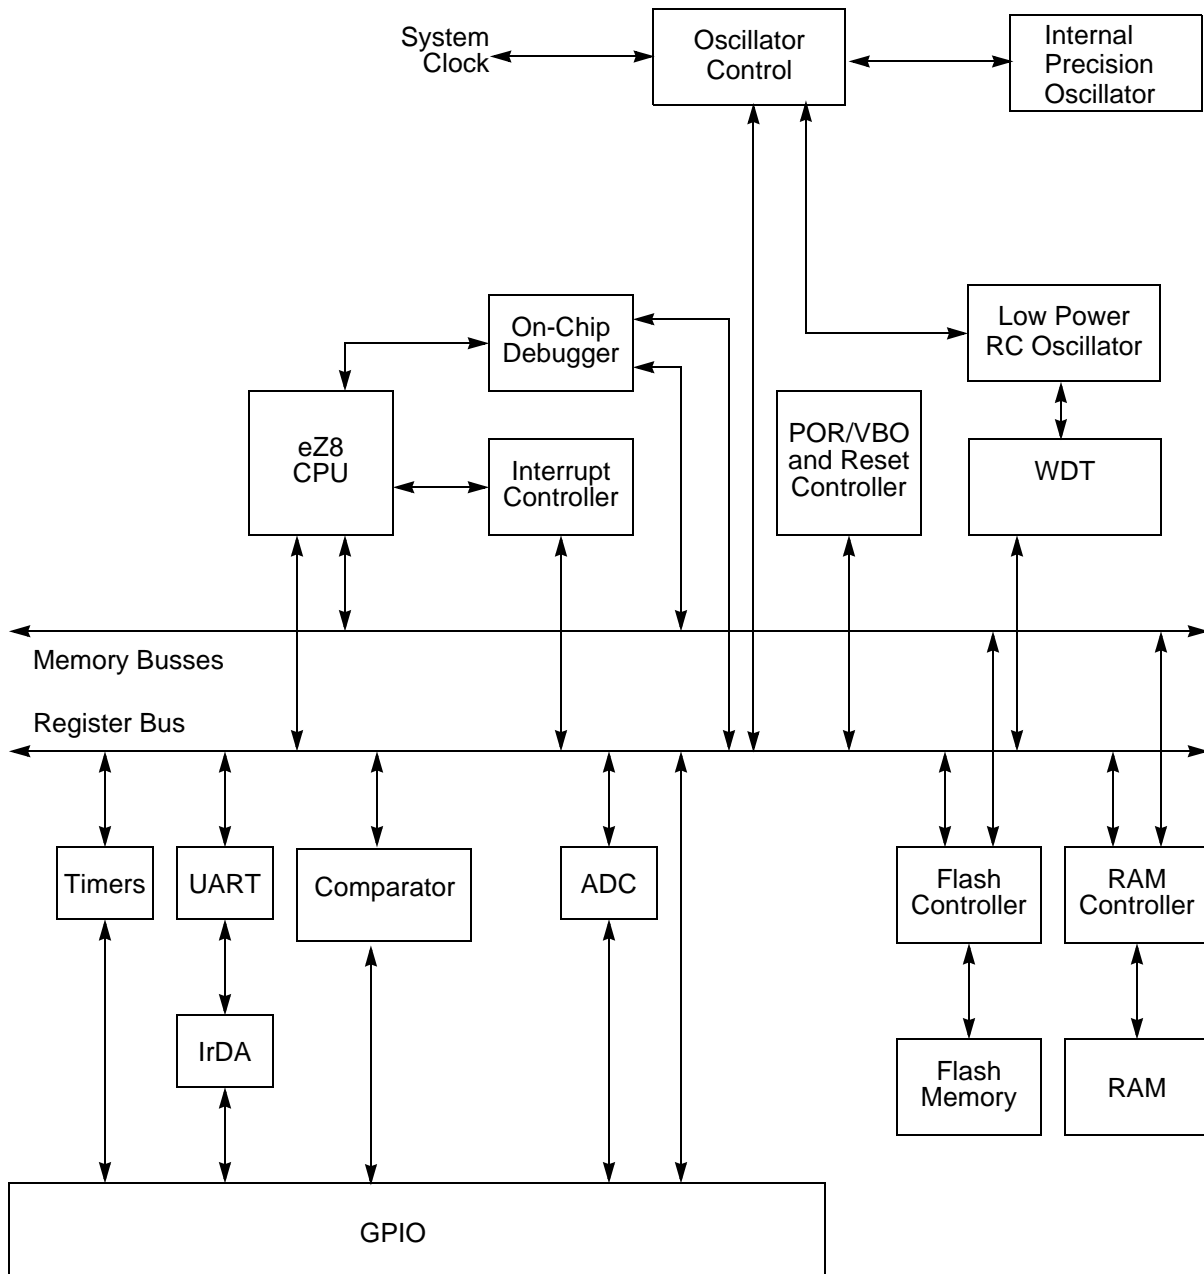 System
Clock
Oscillator
Control
Internal
Precision
Oscillator
On-Chip
Debugger
Low Power
RC Oscillator
eZ8
CPU
Interrupt
Controller
POR/VBO
and Reset
Controller
WDT
Memory Busses
Register Bus
Timers
UART
Comparator
ADC
Flash
Controller
RAM
Controller
IrDA
Flash
Memory
RAM
GPIO